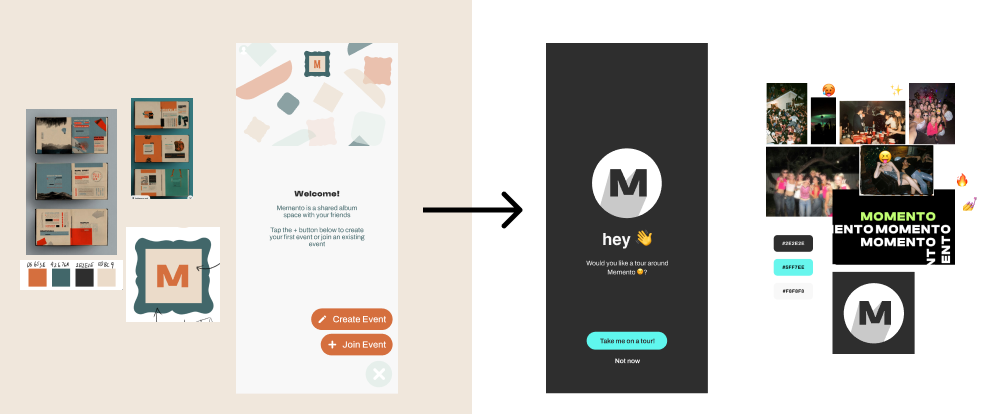 M
Welcome!
Memento is a shared album
space with your friends
Tap the + button below to create
your first event or join an existing
event
Create Event
Join Event
M
M
hey 👋
Would you like a tour around
Memento 😏?
Take me on a tour!
Not now
MOMENTO
MENTO MOMENTO
MOMENTO
ENT
#2E2E2E
#5FF7EE
#F8F8F8
M